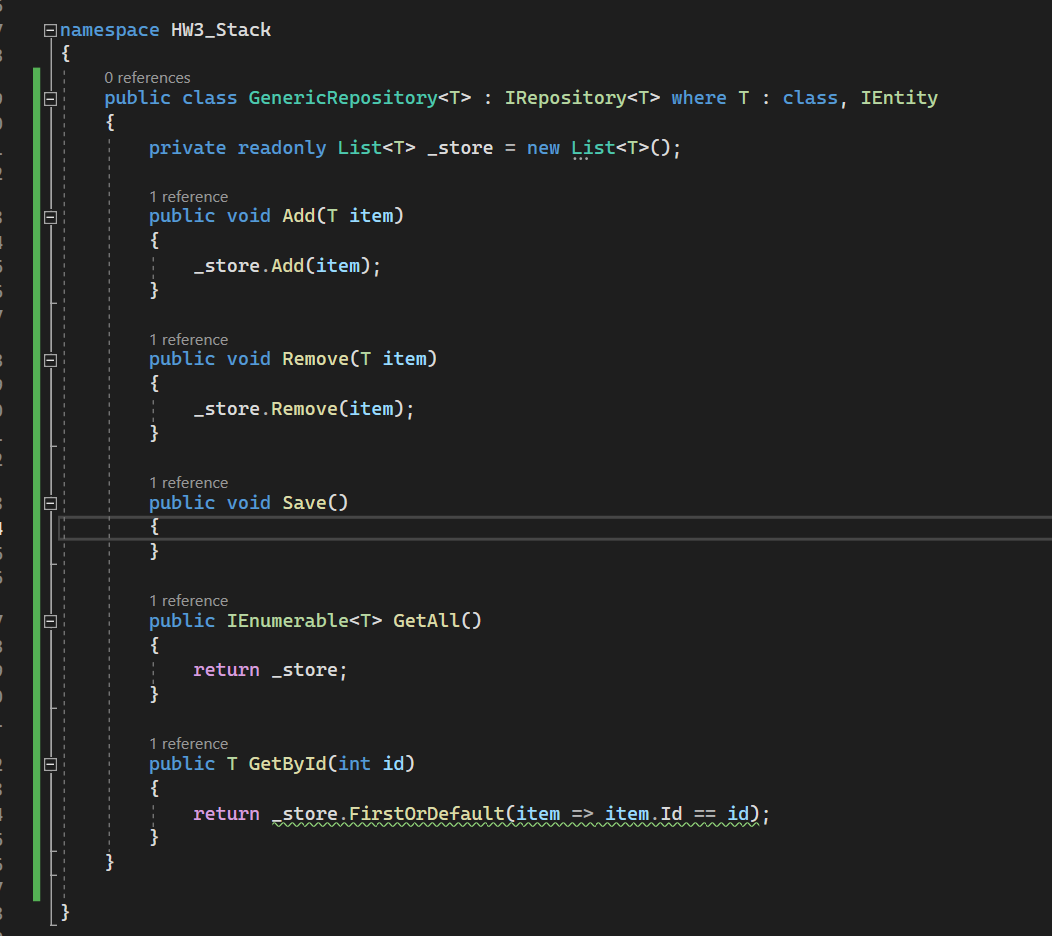 namespace HW3_Stack
{
0 references
public class GenericRepository<T> : IRepository<T> where T : class, IEntity
{
private readonly List<T> _store = new List<T>();
1 reference
public void Add(T item)
{
_store.Add(item);
}
1 reference
public void Remove(T item)
{
_store.Remove(item);
}
1 reference
public void Save()
{
}
1 reference
public IEnumerable<T> GetAll()
{
return _store;
}
1 reference
public T GetById(int id)
{
return _store.FirstOrDefault(item => item.Id == id);
}
}
}